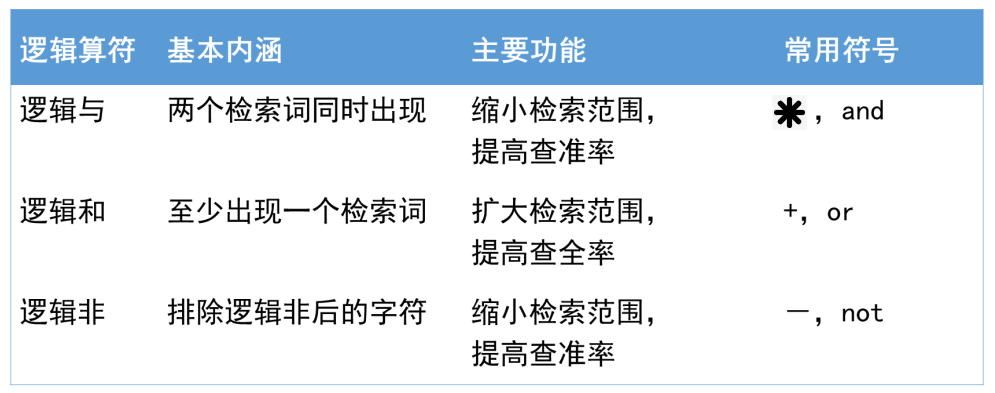 逻辑算符 基本内涵 主要功能 常用符号
逻辑与 两个检索词同时出现 缩小检索范围， *，and
提高查准率
逻辑和 至少出现一个检索词 扩大检索范围， +，or
提高查全率
逻辑非 排除逻辑非后的字符 缩小检索范围， —，not
提高查准率